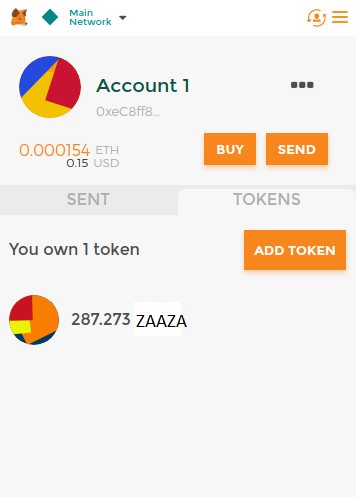 Main
Network
Account 1
0xeC8ff8...
0.000154 ETH
0.15 USD
BUY
SEND
SENT
TOKENS
You own 1 token
ADD TOKEN
287.273 ZAAZA